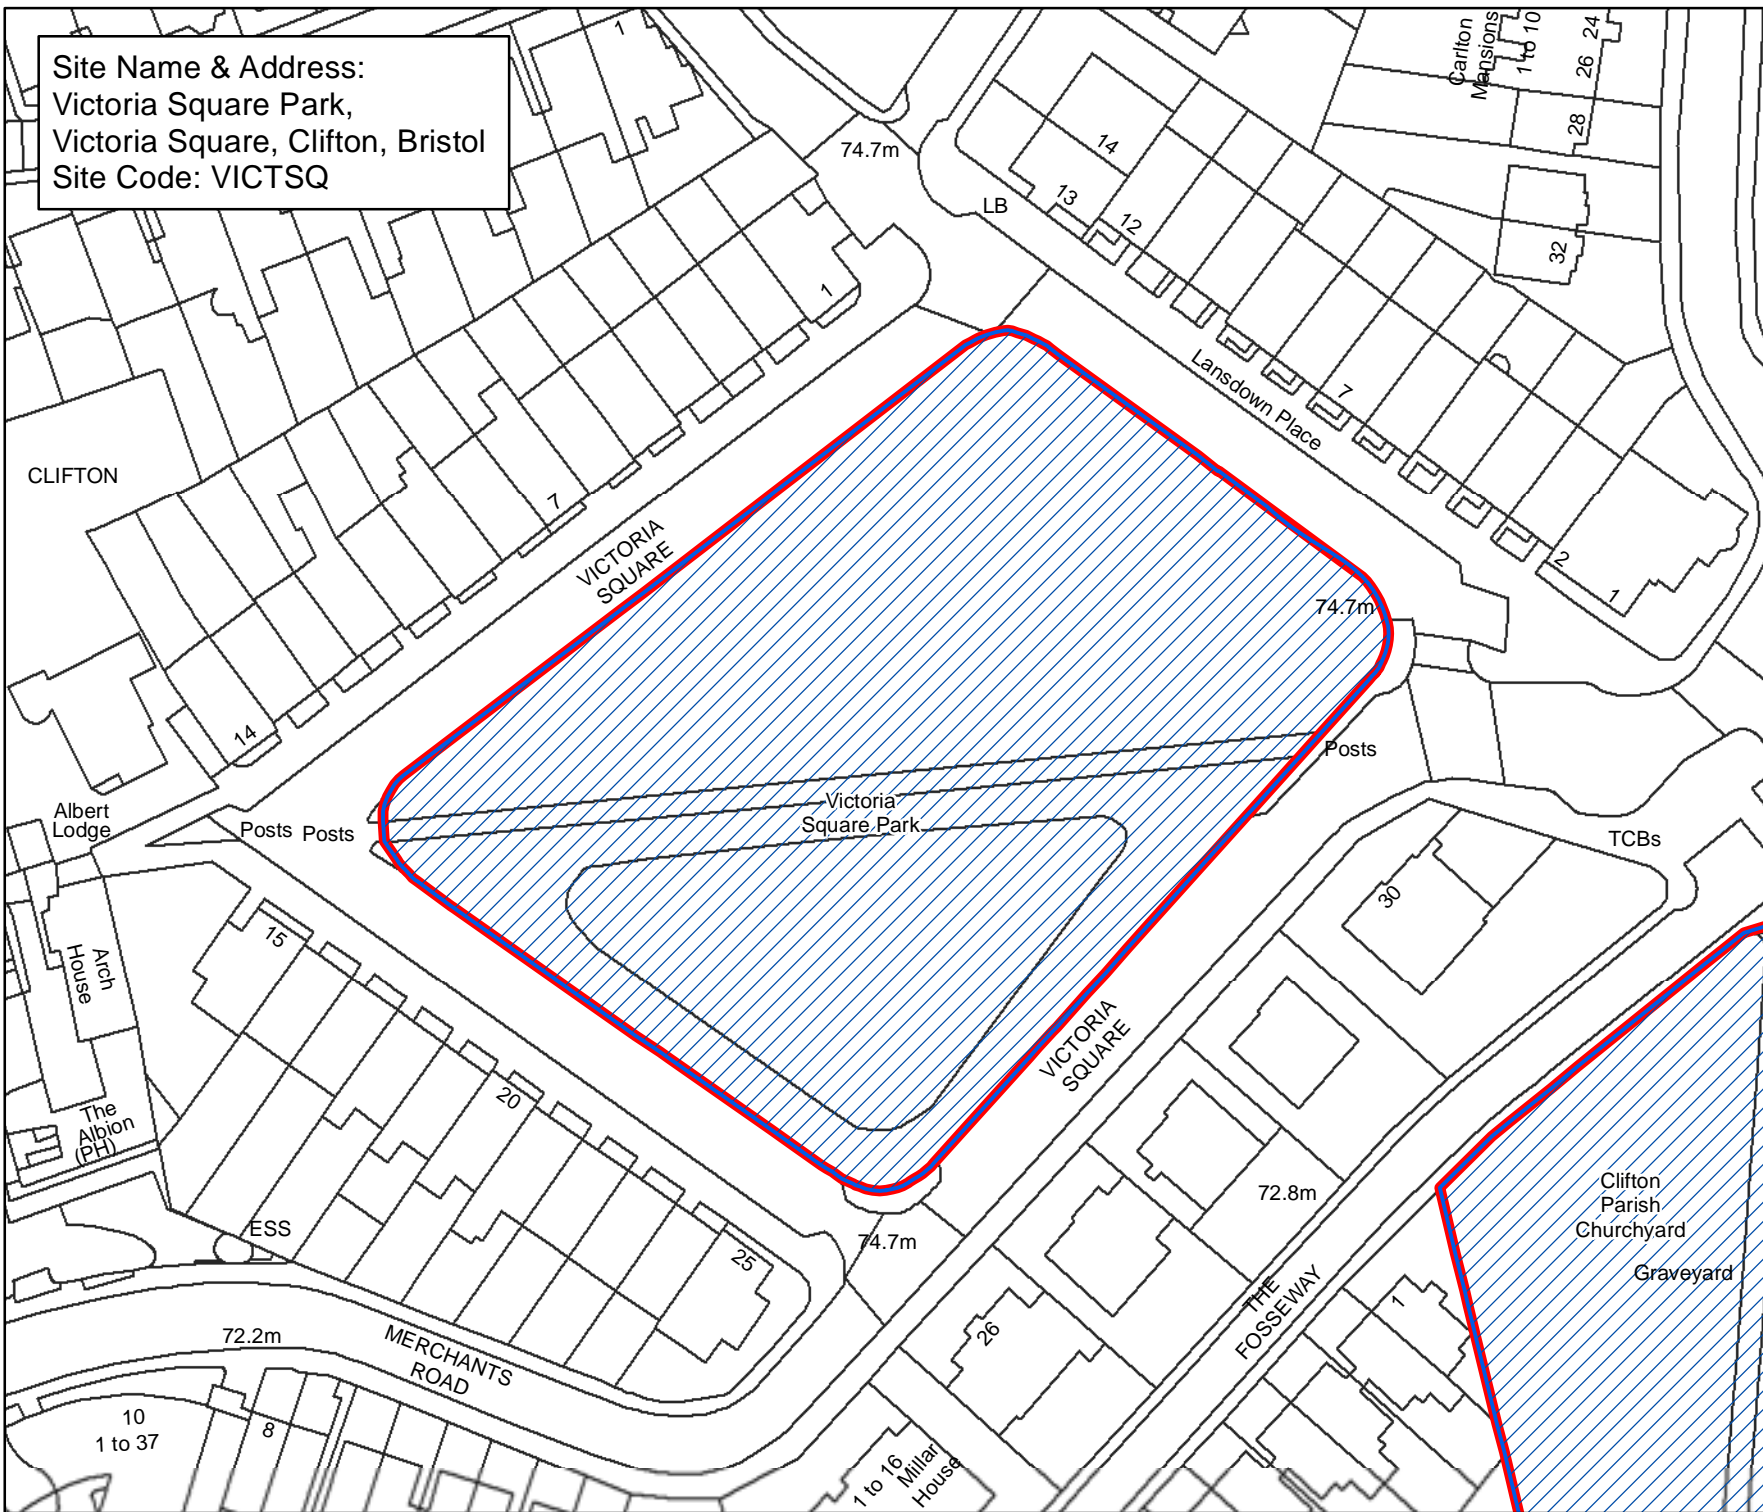 Site Name & Address:
Victoria Square Park,
Victoria Square, Clifton, Bristol
Site Code: VICTSQ
1
74.7m
Carlton
Mansions
1 to 10
24
26
28
32
14
13
12
LB
1
Lansdown Place
7
CLIFTON
7
VICTORIA
SQUARE
2
1
74.7m
14
Posts
Albert
Lodge
Posts
Posts
Victoria
Square Park
TCBs
30
15
Arch
House
VICTORIA
SQUARE
20
The
Albion
(PH)
Clifton
Parish
Churchyard
72.8m
ESS
25
74.7m
Graveyard
THE
FOSSEWAY
1
26
72.2m
MERCHANTS
ROAD
10
1 to 37
8
1 to 16
Millar
House